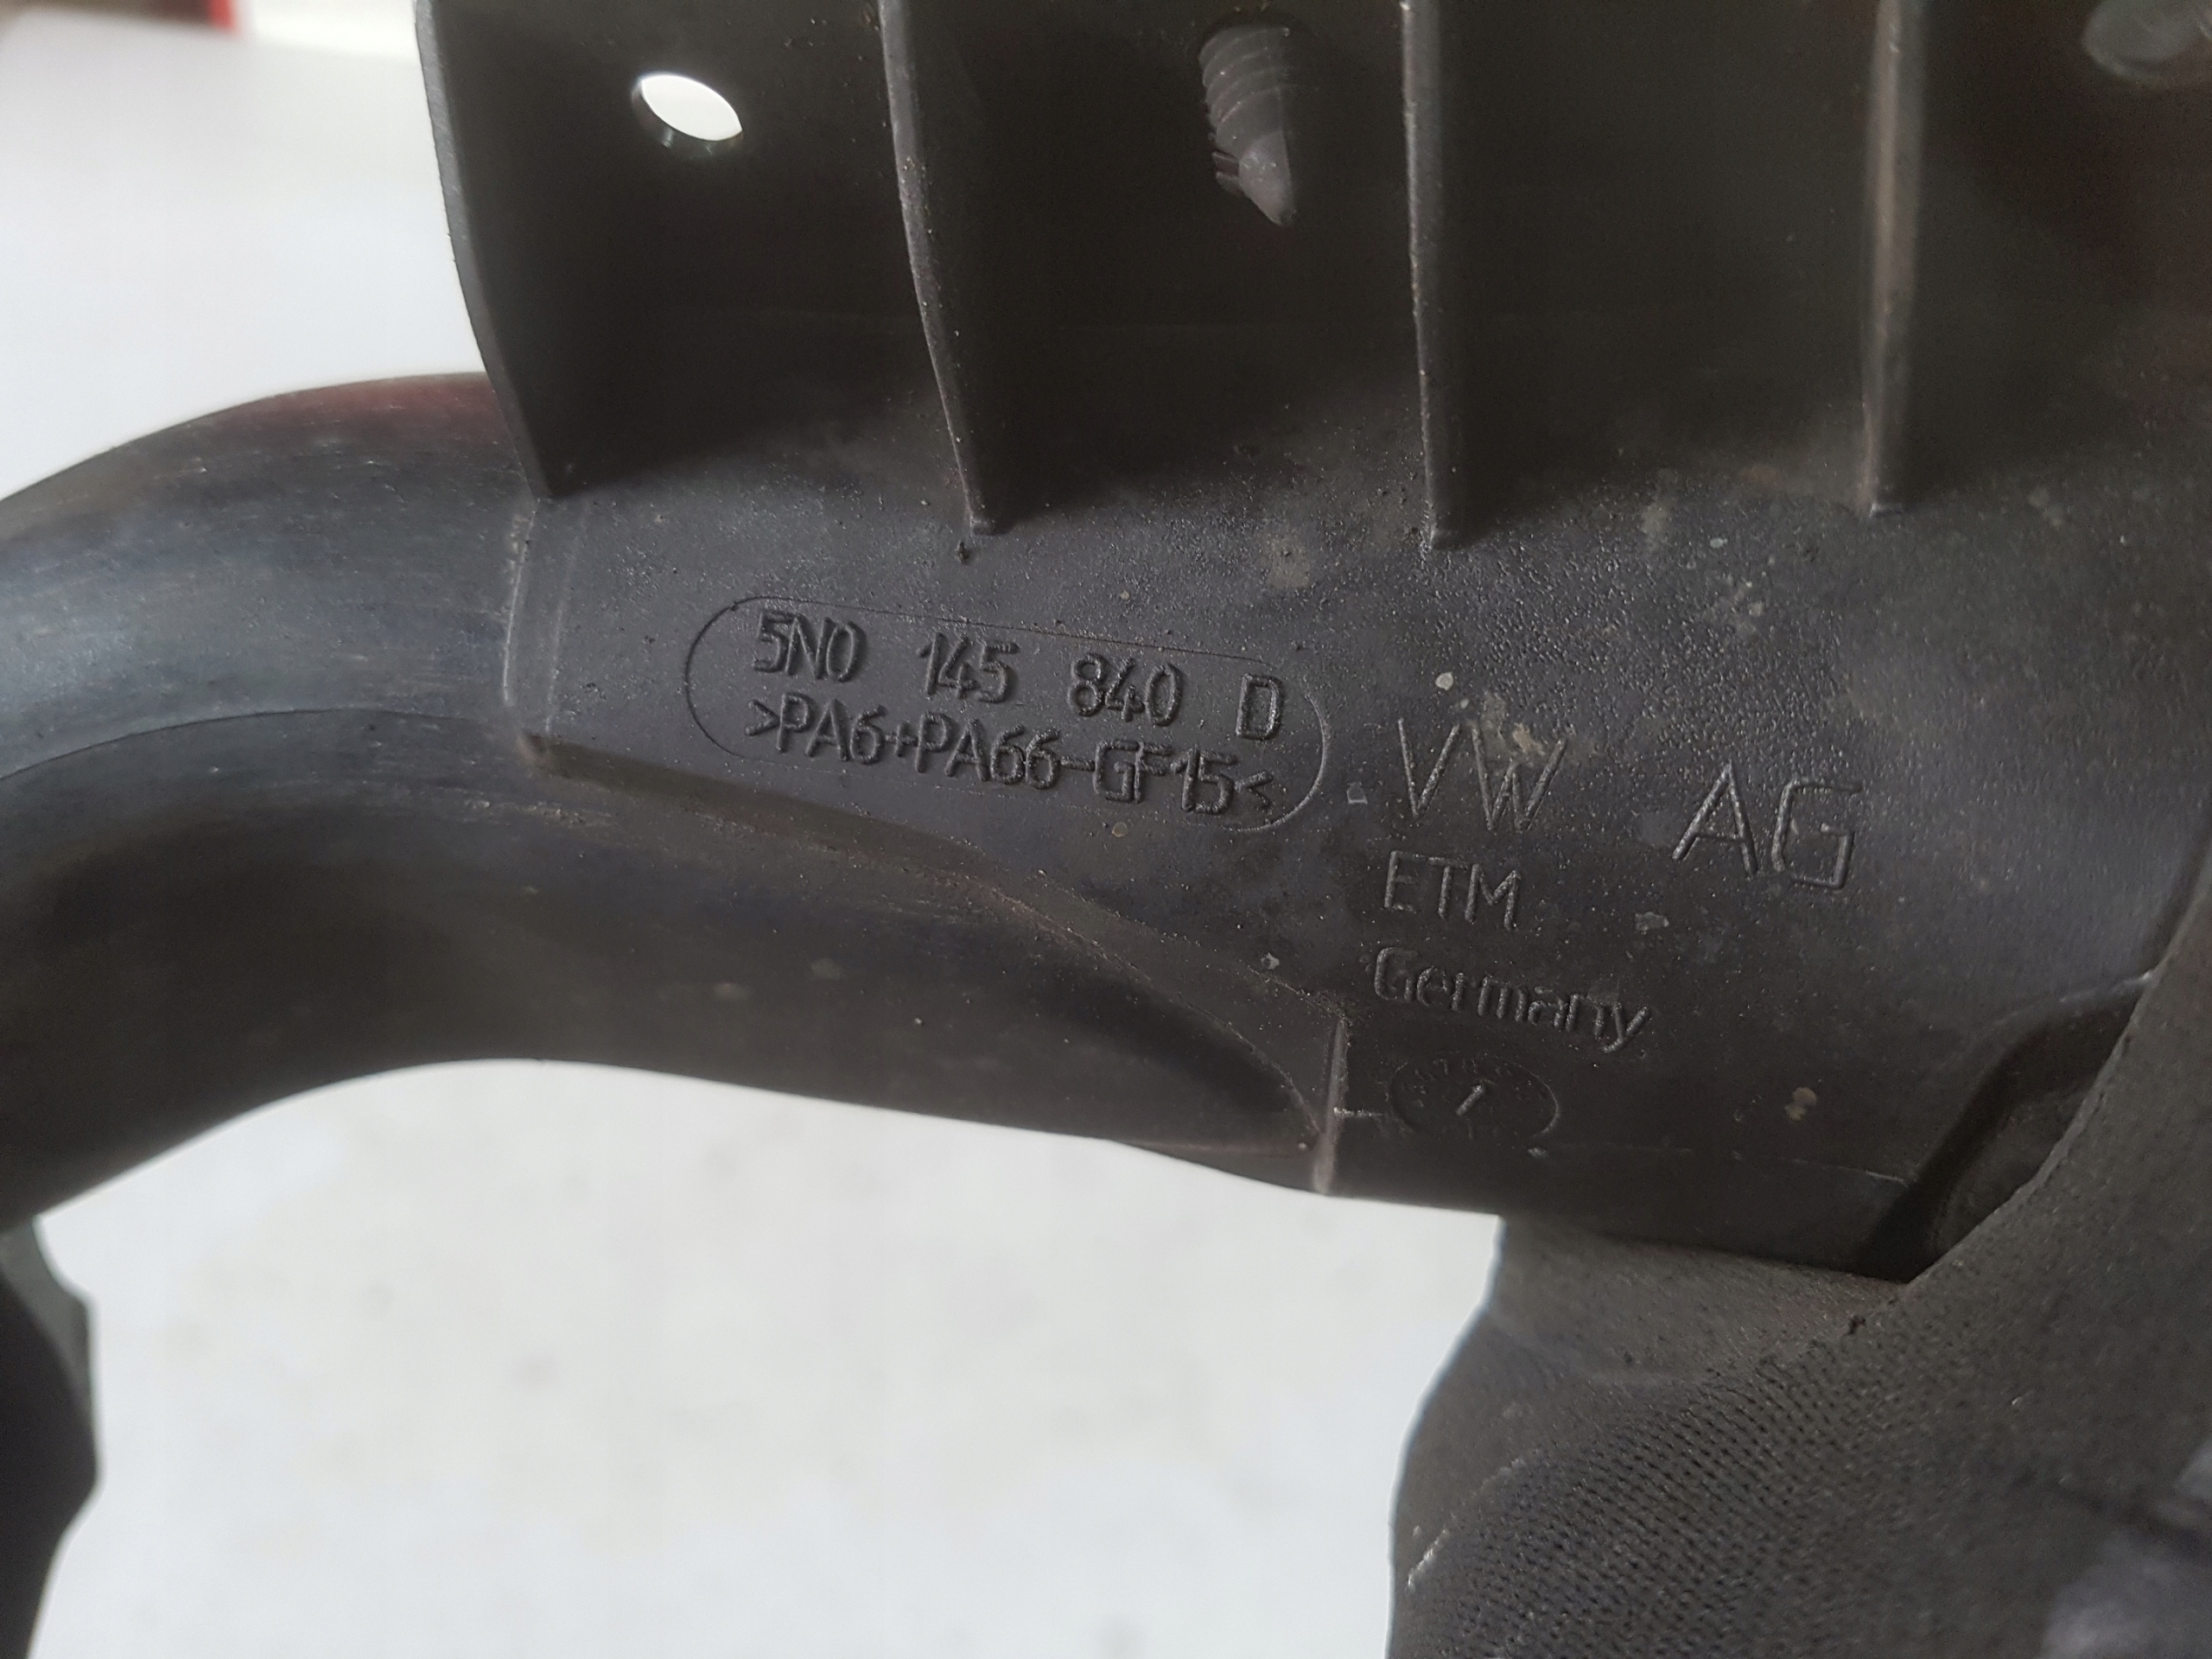 5N0 145 840 D
>PA6+PA66-GF15<
VW AG
ETM
Germany